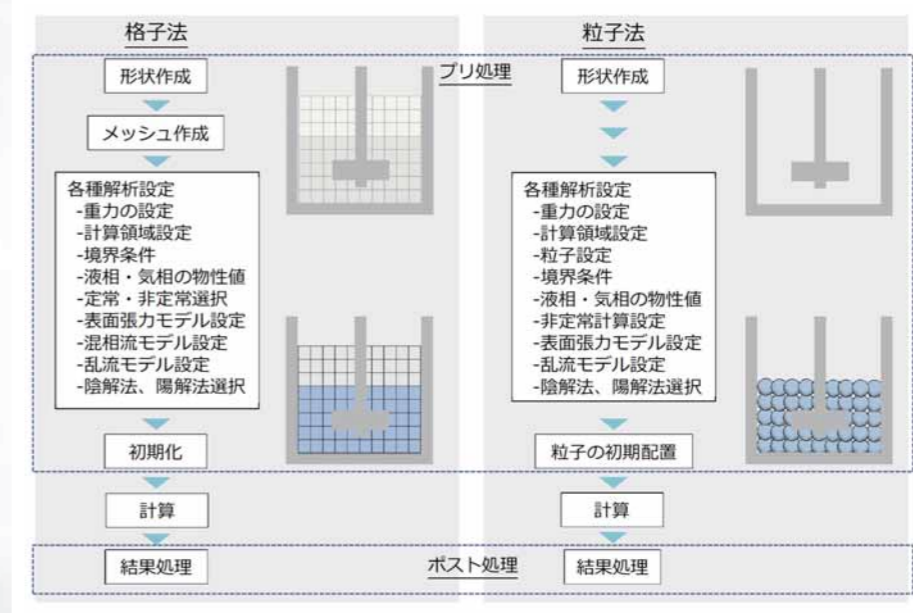 格子法
粒子法
プリ処理
形状作成
メッシュ作成
各種解析設定
-重力の設定
-計算領域設定
-境界条件
-液相・気相の物性値
-定常・非定常選択
-表面張力モデル設定
-混相流モデル設定
-乱流モデル設定
-陰解法、陽解法選択
初期化
計算
結果処理
形状作成
各種解析設定
-重力の設定
-計算領域設定
-粒子設定
-境界条件
-液相・気相の物性値
-非定常計算設定
-表面張力モデル設定
-乱流モデル設定
-陰解法、陽解法選択
粒子の初期配置
計算
結果処理
ポスト処理